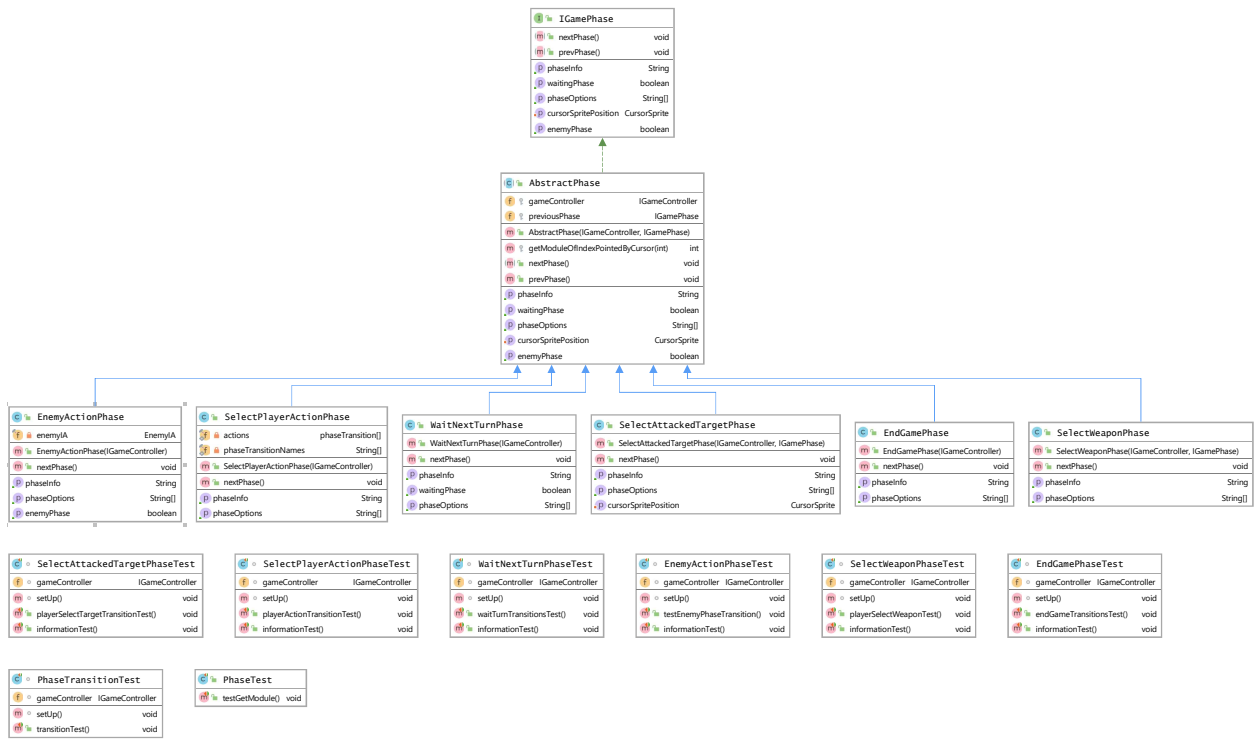 IGamePhase
nextPhase() void
prevPhase() void
phaseInfo String
waitingPhase boolean
phaseOptions String[]
cursorSpritePosition CursorSprite
enemyPhase boolean
AbstractPhase
gameController IGameController
previousPhase IGamePhase
AbstractPhase(IGameController, IGamePhase)
getModuleOfIndexPointedByCursor(int) int
nextPhase() void
prevPhase() void
phaseInfo String
waitingPhase boolean
phaseOptions String[]
cursorSpritePosition CursorSprite
enemyPhase boolean
EnemyActionPhase
enemyIA EnemyIA
EnemyActionPhase(IGameController)
nextPhase() void
phaseInfo String
phaseOptions String[]
enemyPhase boolean
SelectPlayerActionPhase
actions phaseTransition[]
phaseTransitionNames String[]
SelectPlayerActionPhase(IGameController)
nextPhase() void
phaseInfo String
phaseOptions String[]
WaitNextTurnPhase
WaitNextTurnPhase(IGameController)
nextPhase() void
phaseInfo String
waitingPhase boolean
phaseOptions String[]
SelectAttackedTargetPhase
SelectAttackedTargetPhase(IGameController, IGamePhase)
nextPhase() void
phaseInfo String
phaseOptions String[]
cursorSpritePosition CursorSprite
EndGamePhase
EndGamePhase(IGameController)
nextPhase() void
phaseInfo String
phaseOptions String[]
SelectWeaponPhase
SelectWeaponPhase(IGameController, IGamePhase)
nextPhase() void
phaseInfo String
phaseOptions String[]
SelectAttackedTargetPhaseTest
gameController IGameController
setUp() void
playerSelectTargetTransitionTest() void
informationTest() void
SelectPlayerActionPhaseTest
gameController IGameController
setUp() void
playerActionTransitionTest() void
informationTest() void
WaitNextTurnPhaseTest
gameController IGameController
setUp() void
waitTurnTransitionsTest() void
informationTest() void
EnemyActionPhaseTest
gameController IGameController
setUp() void
testEnemyPhaseTransition() void
informationTest() void
SelectWeaponPhaseTest
gameController IGameController
setUp() void
playerSelectWeaponTest() void
informationTest() void
EndGamePhaseTest
gameController IGameController
setUp() void
endGameTransitionsTest() void
informationTest() void
PhaseTransitionTest
gameController IGameController
setUp() void
transitionTest() void
PhaseTest
testGetModule() void